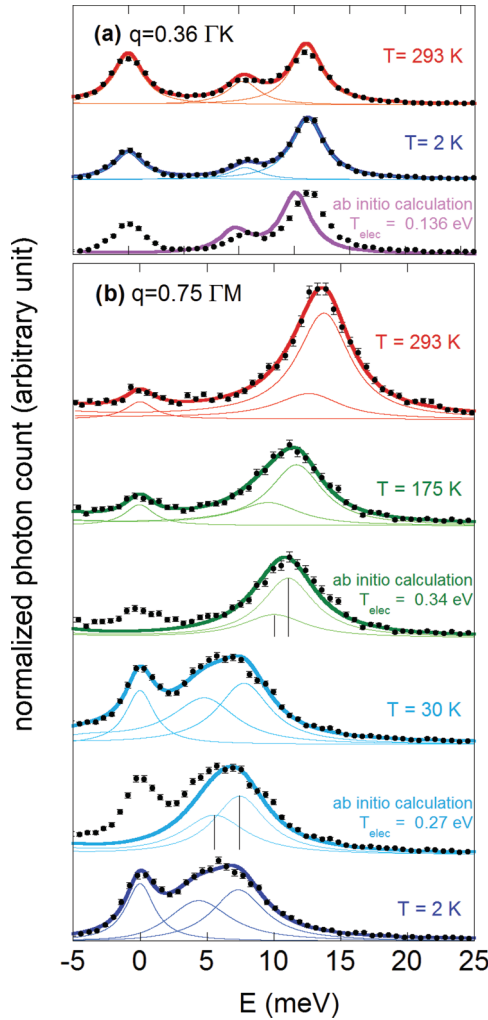 (a) q=0.36 ΓK
T = 293 K
T= 2 K
ab initio calculation
T_elec = 0.136 eV
(b) q=0.75 ΓM
T = 293 K
T = 175 K
ab initio calculation
T_elec = 0.34 eV
T = 30 K
ab initio calculation
T_elec = 0.27 eV
T = 2 K
normalized photon count (arbitrary unit)
-5 0 5 10 15 20 25
E (meV)